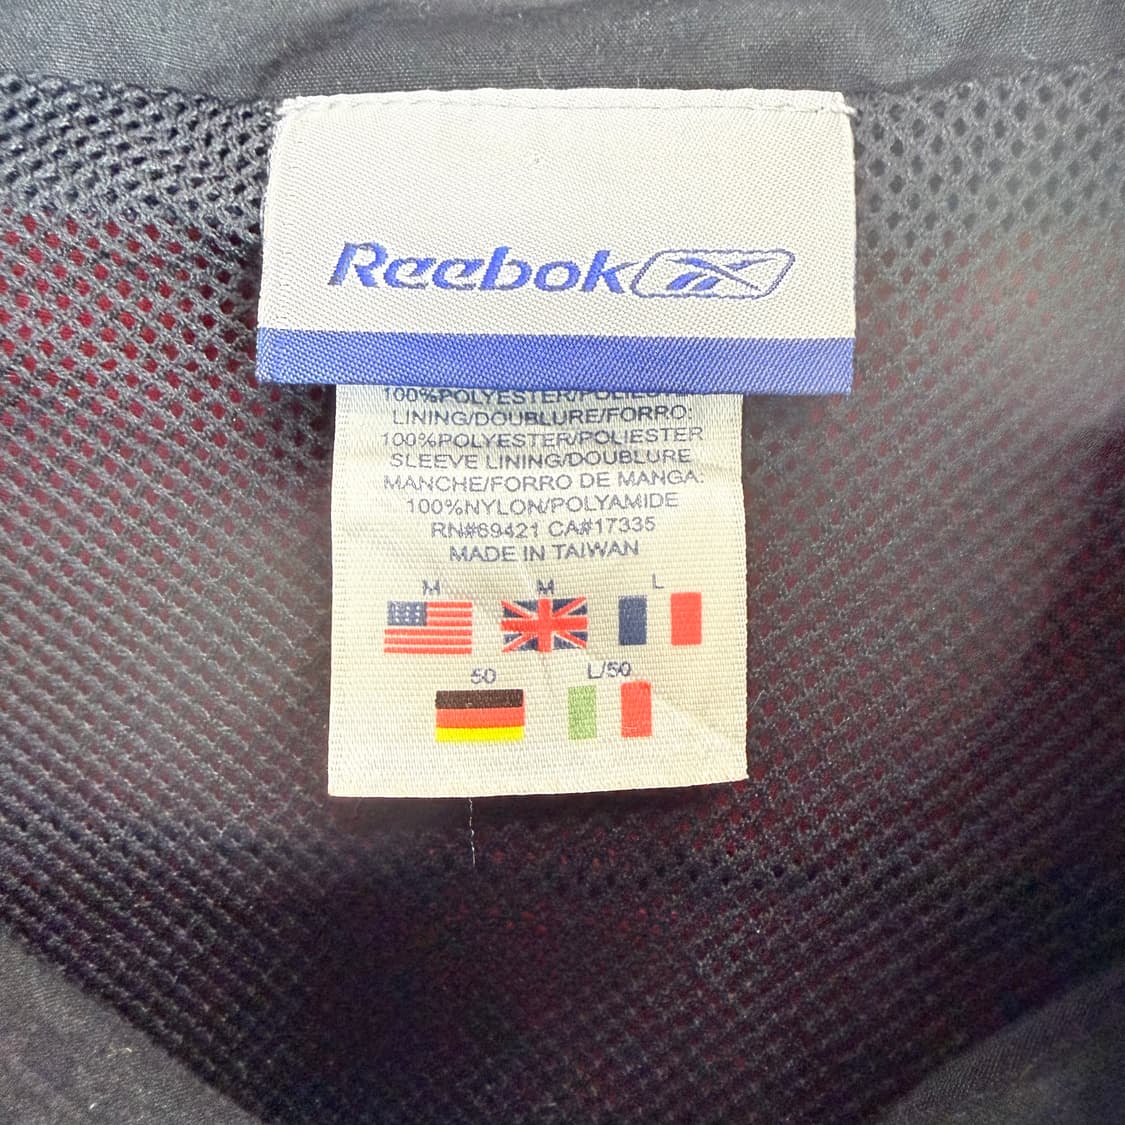 Reebok
100%POLYESTER/POLIESTER
LINING/DOUBLURE/FORRO:
100%POLYESTER/POLIESTER
SLEEVE LINING/DOUBLURE
MANCHE/FORRO DE MANGA:
100%NYLON/POLYAMIDE
RN#69421 CA#17335
MADE IN TAIWAN
M M L
50 L/50